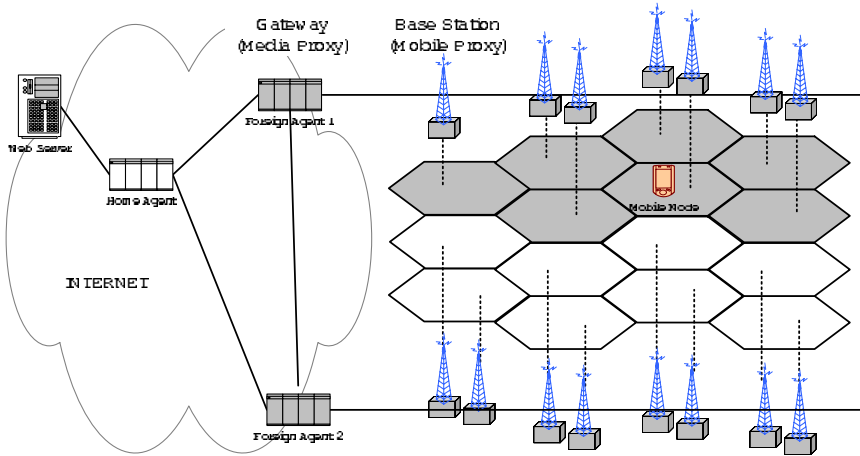 Gateway
(Media Proxy)
Base Station
(Mobile Proxy)
Web Server
Home Agent
Foreign Agent 1
Mobile Node
INTERNET
Foreign Agent 2